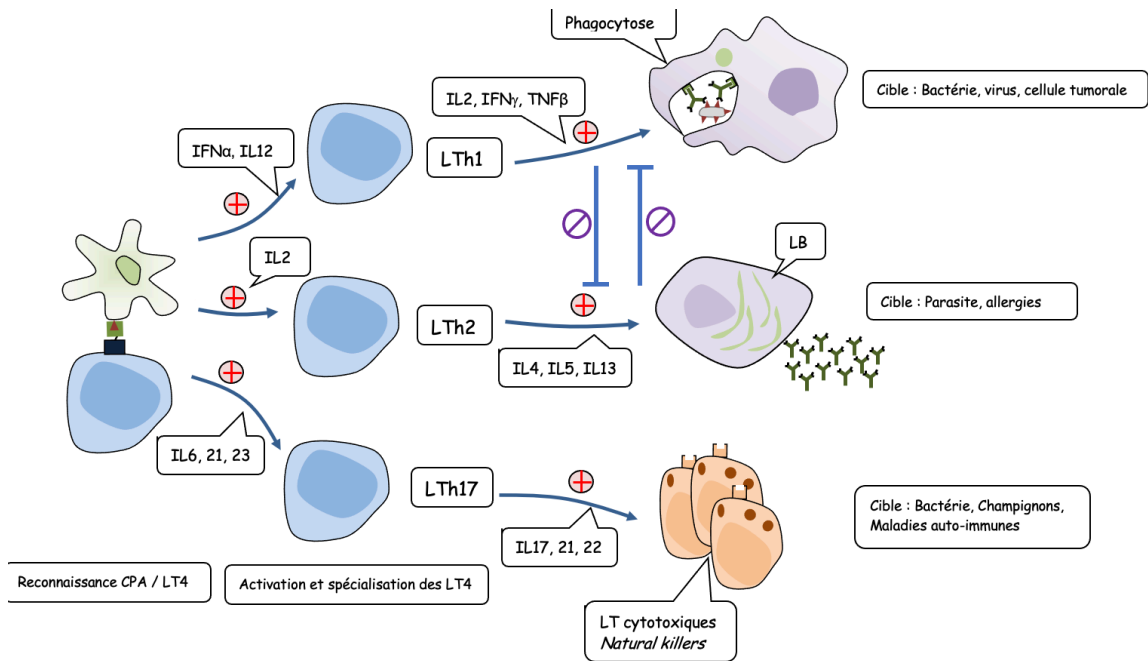 Phagocytose
Cible : Bactérie, virus, cellule tumorale
IL2, IFNγ, TNFβ
IFNα, IL12
LTh1
LB
IL2
Cible : Parasite, allergies
LTh2
IL4, IL5, IL13
IL6, 21, 23
LTh17
Cible : Bactérie, Champignons,
Maladies auto-immunes
IL17, 21, 22
Reconnaissance CPA / LT4
Activation et spécialisation des LT4
LT cytotoxiques
Natural killers